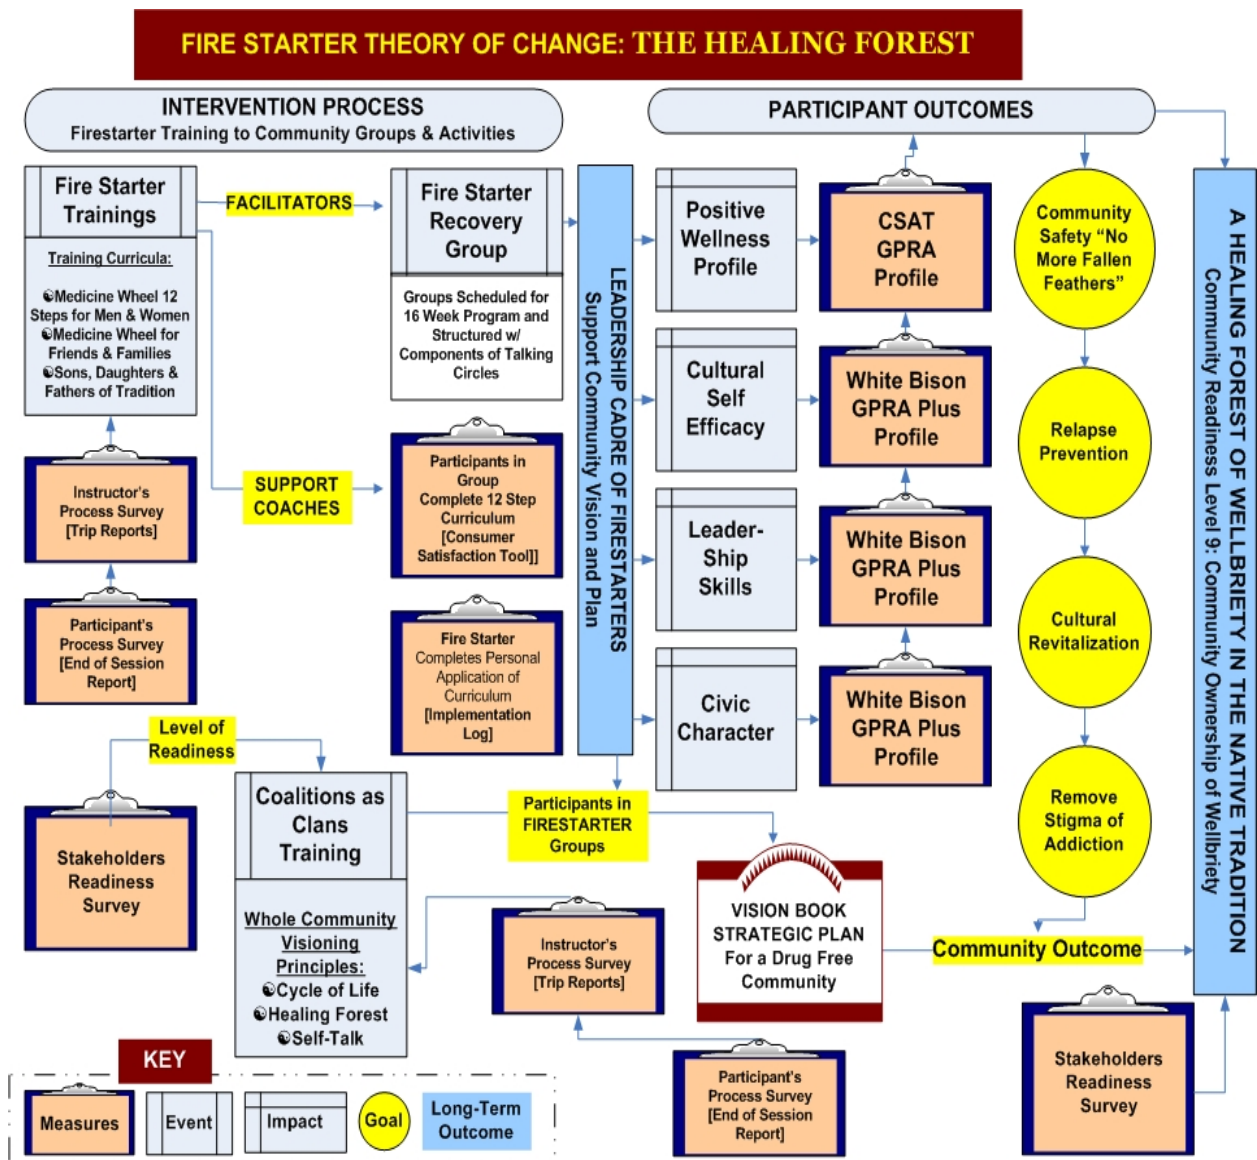 FIRE STARTER THEORY OF CHANGE: THE HEALING FOREST
INTERVENTION PROCESS
Firestarter Training to Community Groups & Activities
PARTICIPANT OUTCOMES
Fire Starter
Trainings
Training Curricula:
☯Medicine Wheel 12
Steps for Men & Women
☯Medicine Wheel for
Friends & Families
☯Sons, Daughters &
Fathers of Tradition
FACILITATORS
Fire Starter
Recovery
Group
Groups Scheduled for
16 Week Program and
Structured w/
Components of Talking
Circles
Instructor's
Process Survey
[Trip Reports]
SUPPORT
COACHES
Participants in
Group
Complete 12 Step
Curriculum
[Consumer
Satisfaction Tool]]
Participant's
Process Survey
[End of Session
Report]
Fire Starter
Completes Personal
Application of
Curriculum
[Implementation
Log]
LEADERSHIP CADRE OF FIRESTARTERS
Support Community Vision and Plan
Positive
Wellness
Profile
CSAT
GPRA
Profile
Cultural
Self
Efficacy
White Bison
GPRA Plus
Profile
Leader-
Ship
Skills
White Bison
GPRA Plus
Profile
Civic
Character
White Bison
GPRA Plus
Profile
Community
Safety “No
More Fallen
Feathers”
Relapse
Prevention
Cultural
Revitalization
Remove
Stigma of
Addiction
A HEALING FOREST OF WELLBRIETY IN THE NATIVE TRADITION
Community Readiness Level 9: Community Ownership of Wellbriety
Level of
Readiness
Stakeholders
Readiness
Survey
Coalitions as
Clans
Training
Whole Community
Visioning
Principles:
☯Cycle of Life
☯Healing Forest
☯Self-Talk
Participants in
FIRESTARTER
Groups
Instructor's
Process Survey
[Trip Reports]
VISION BOOK
STRATEGIC PLAN
For a Drug Free
Community
Community Outcome
Participant's
Process Survey
[End of Session
Report]
Stakeholders
Readiness
Survey
KEY
Measures
Event
Impact
Goal
Long-Term
Outcome